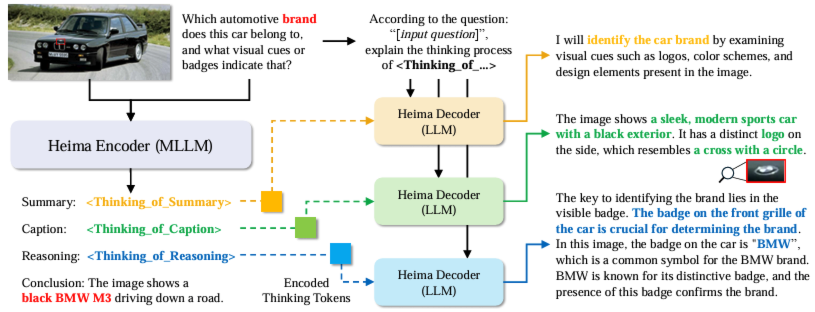 Which automotive brand
does this car belong to,
and what visual cues or
badges indicate that?
According to the question:
“[input question]”,
explain the thinking process
of <Thinking_of_...>
I will identify the car brand by examining
visual cues such as logos, color schemes, and
design elements present in the image.
Heima Encoder (MLLM)
Heima Decoder
(LLM)
The image shows a sleek, modern sports car
with a black exterior. It has a distinct logo on
the side, which resembles a cross with a circle.
Summary: <Thinking_of_Summary>
Caption: <Thinking_of_Caption>
Reasoning: <Thinking_of_Reasoning>
Conclusion: The image shows a
black BMW M3 driving down a road.
Encoded
Thinking Tokens
Heima Decoder
(LLM)
Heima Decoder
(LLM)
The key to identifying the brand lies in the
visible badge. The badge on the front grille of
the car is crucial for determining the brand.
In this image, the badge on the car is "BMW”,
which is a common symbol for the BMW brand.
BMW is known for its distinctive badge, and the
presence of this badge confirms the brand.